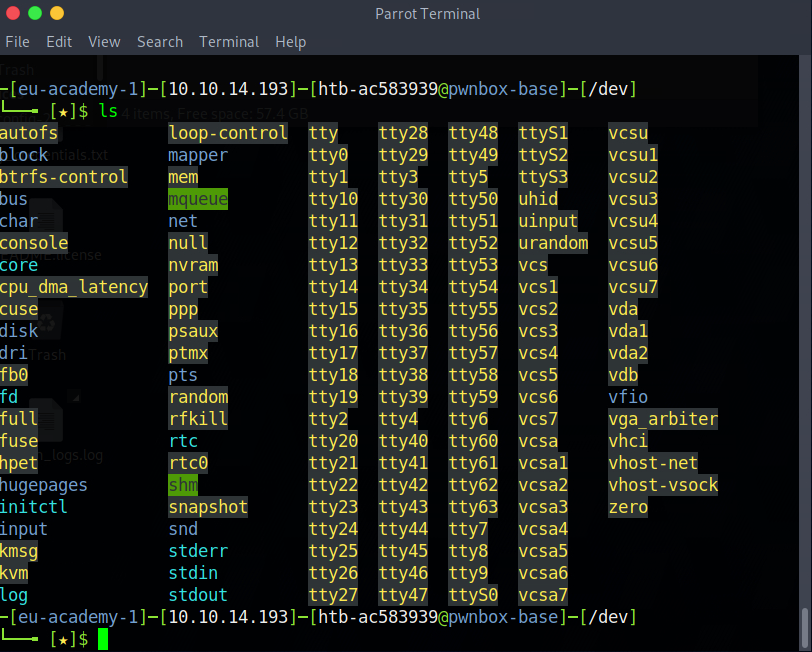 Parrot Terminal
File Edit View Search Terminal Help
Trash
─[eu-academy-1]─[10.10.14.193]─[htb-ac583939@pwnbox-base]─[/dev]
└──╼ [★]$ ls
4 items, Free space: 57.4 GB
autofs loop-control tty tty28 tty48 ttyS1 vcsu
block mapper tty0 tty29 tty49 ttyS2 vcsu1
btrfs-control mem tty1 tty3 tty5 ttyS3 vcsu2
bus mqueue tty10 tty30 tty50 uhid vcsu3
char net tty11 tty31 tty51 uinput vcsu4
console null tty12 tty32 tty52 urandom vcsu5
core nvram tty13 tty33 tty53 vcs vcsu6
cpu_dma_latency port tty14 tty34 tty54 vcs1 vcsu7
cuse ppp tty15 tty35 tty55 vcs2 vda
disk psaux tty16 tty36 tty56 vcs3 vda1
dri ptmx tty17 tty37 tty57 vcs4 vda2
Trash
fb0 pts tty18 tty38 tty58 vcs5 vdb
fd random tty19 tty39 tty59 vcs6 vfio
full rfkill tty2 tty4 tty6 vcs7 vga_arbiter
fuse rtc tty20 tty40 tty60 vcsa vhci
hpet rtc0 tty21 tty41 tty61 vcsa1 vhost-net
hugepages shm tty22 tty42 tty62 vcsa2 vhost-vsock
initctl snapshot tty23 tty43 tty63 vcsa3 zero
input snd tty24 tty44 tty7 vcsa4
kmsg stderr tty25 tty45 tty8 vcsa5
kvm stdin tty26 tty46 tty9 vcsa6
log stdout tty27 tty47 ttyS0 vcsa7
─[eu-academy-1]─[10.10.14.193]─[htb-ac583939@pwnbox-base]─[/dev]
└──╼ [★]$